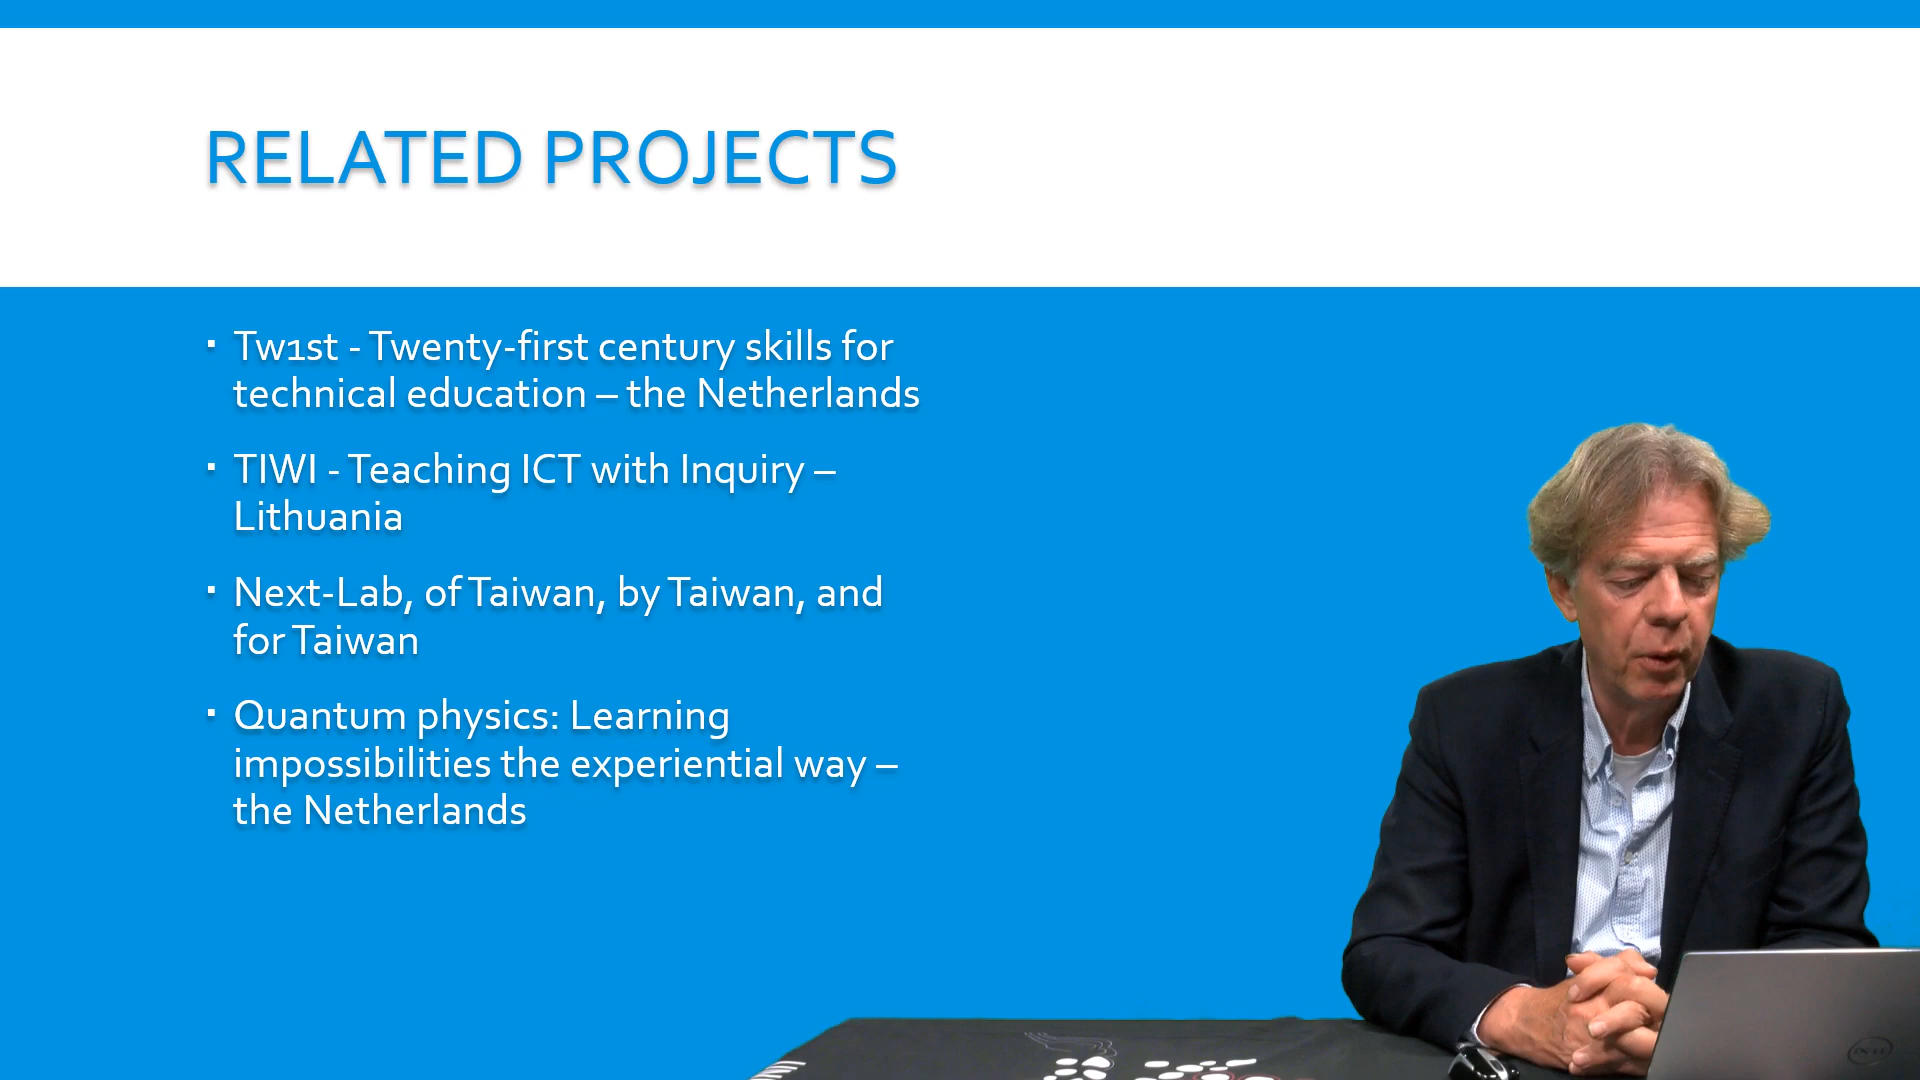 RELATED PROJECTS
▪ Tw1st - Twenty-first century skills for
technical education – the Netherlands
▪ TIWI - Teaching ICT with Inquiry –
Lithuania
▪ Next-Lab, of Taiwan, by Taiwan, and
for Taiwan
▪ Quantum physics: Learning
impossibilities the experiential way –
the Netherlands
DELL